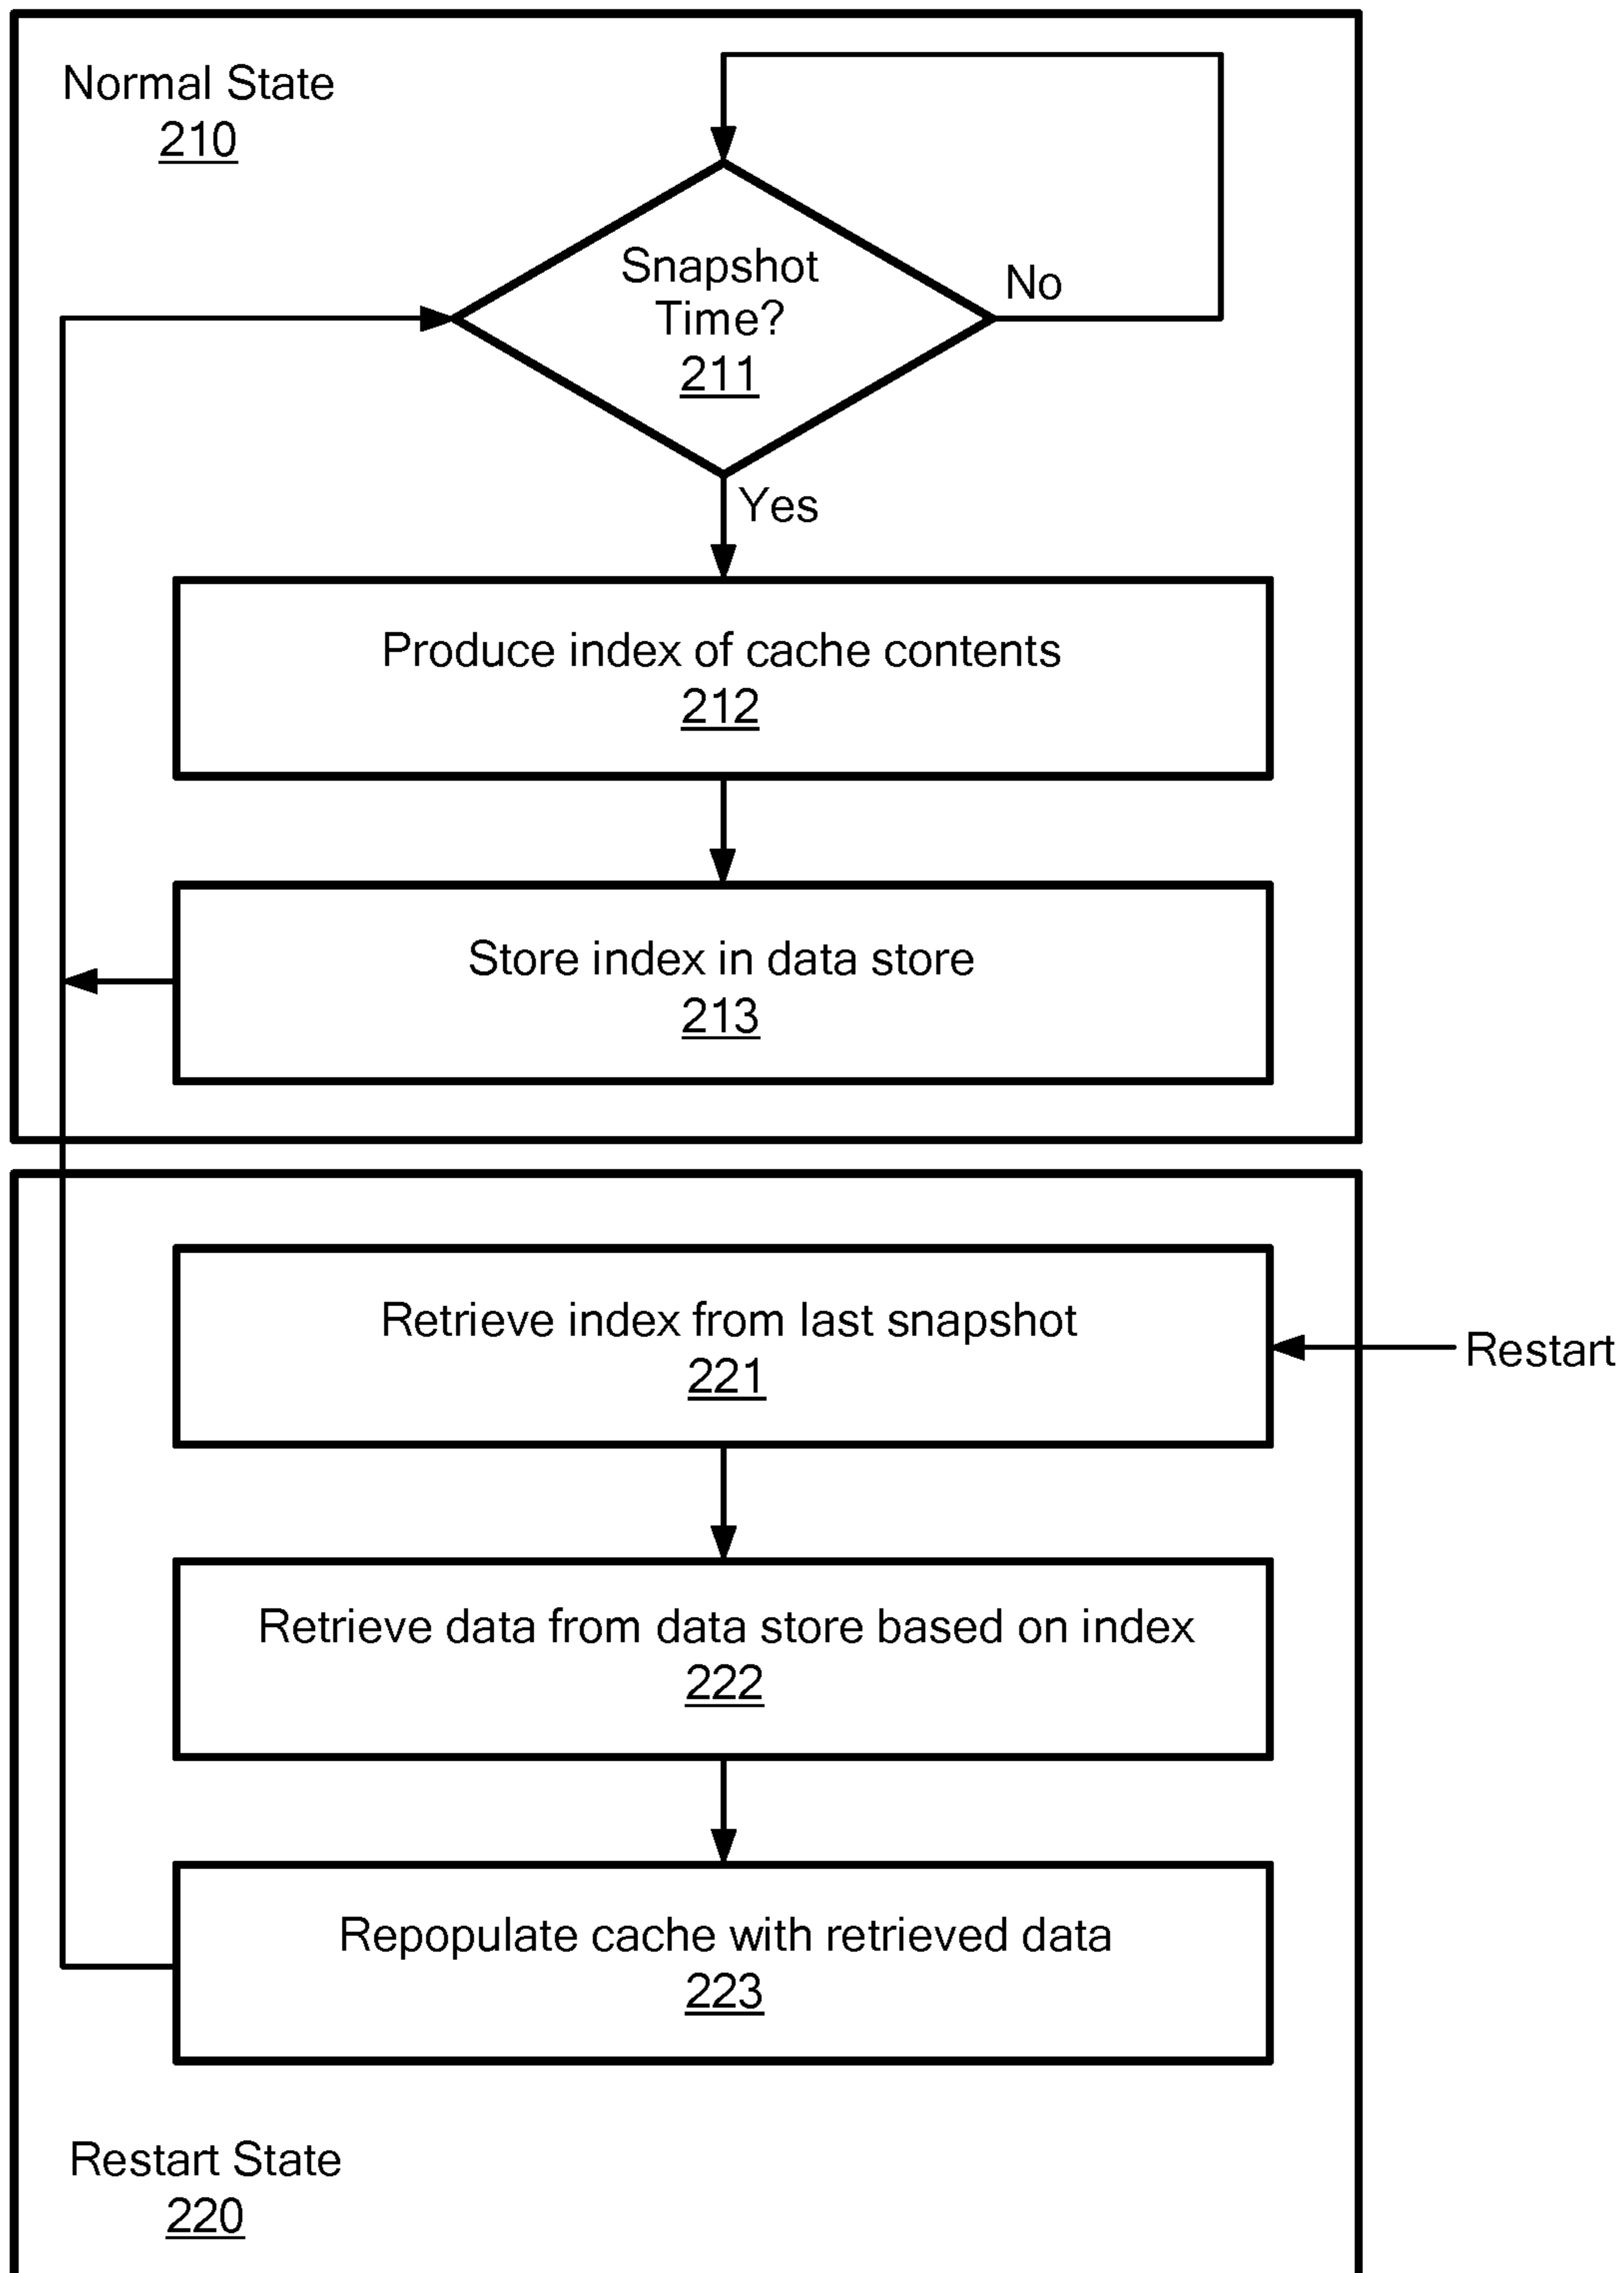 Normal State
210
Snapshot
Time?
211
No
Yes
Produce index of cache contents
212
Store index in data store
213
Retrieve index from last snapshot
221
Restart
Retrieve data from data store based on index
222
Repopulate cache with retrieved data
223
Restart State
220